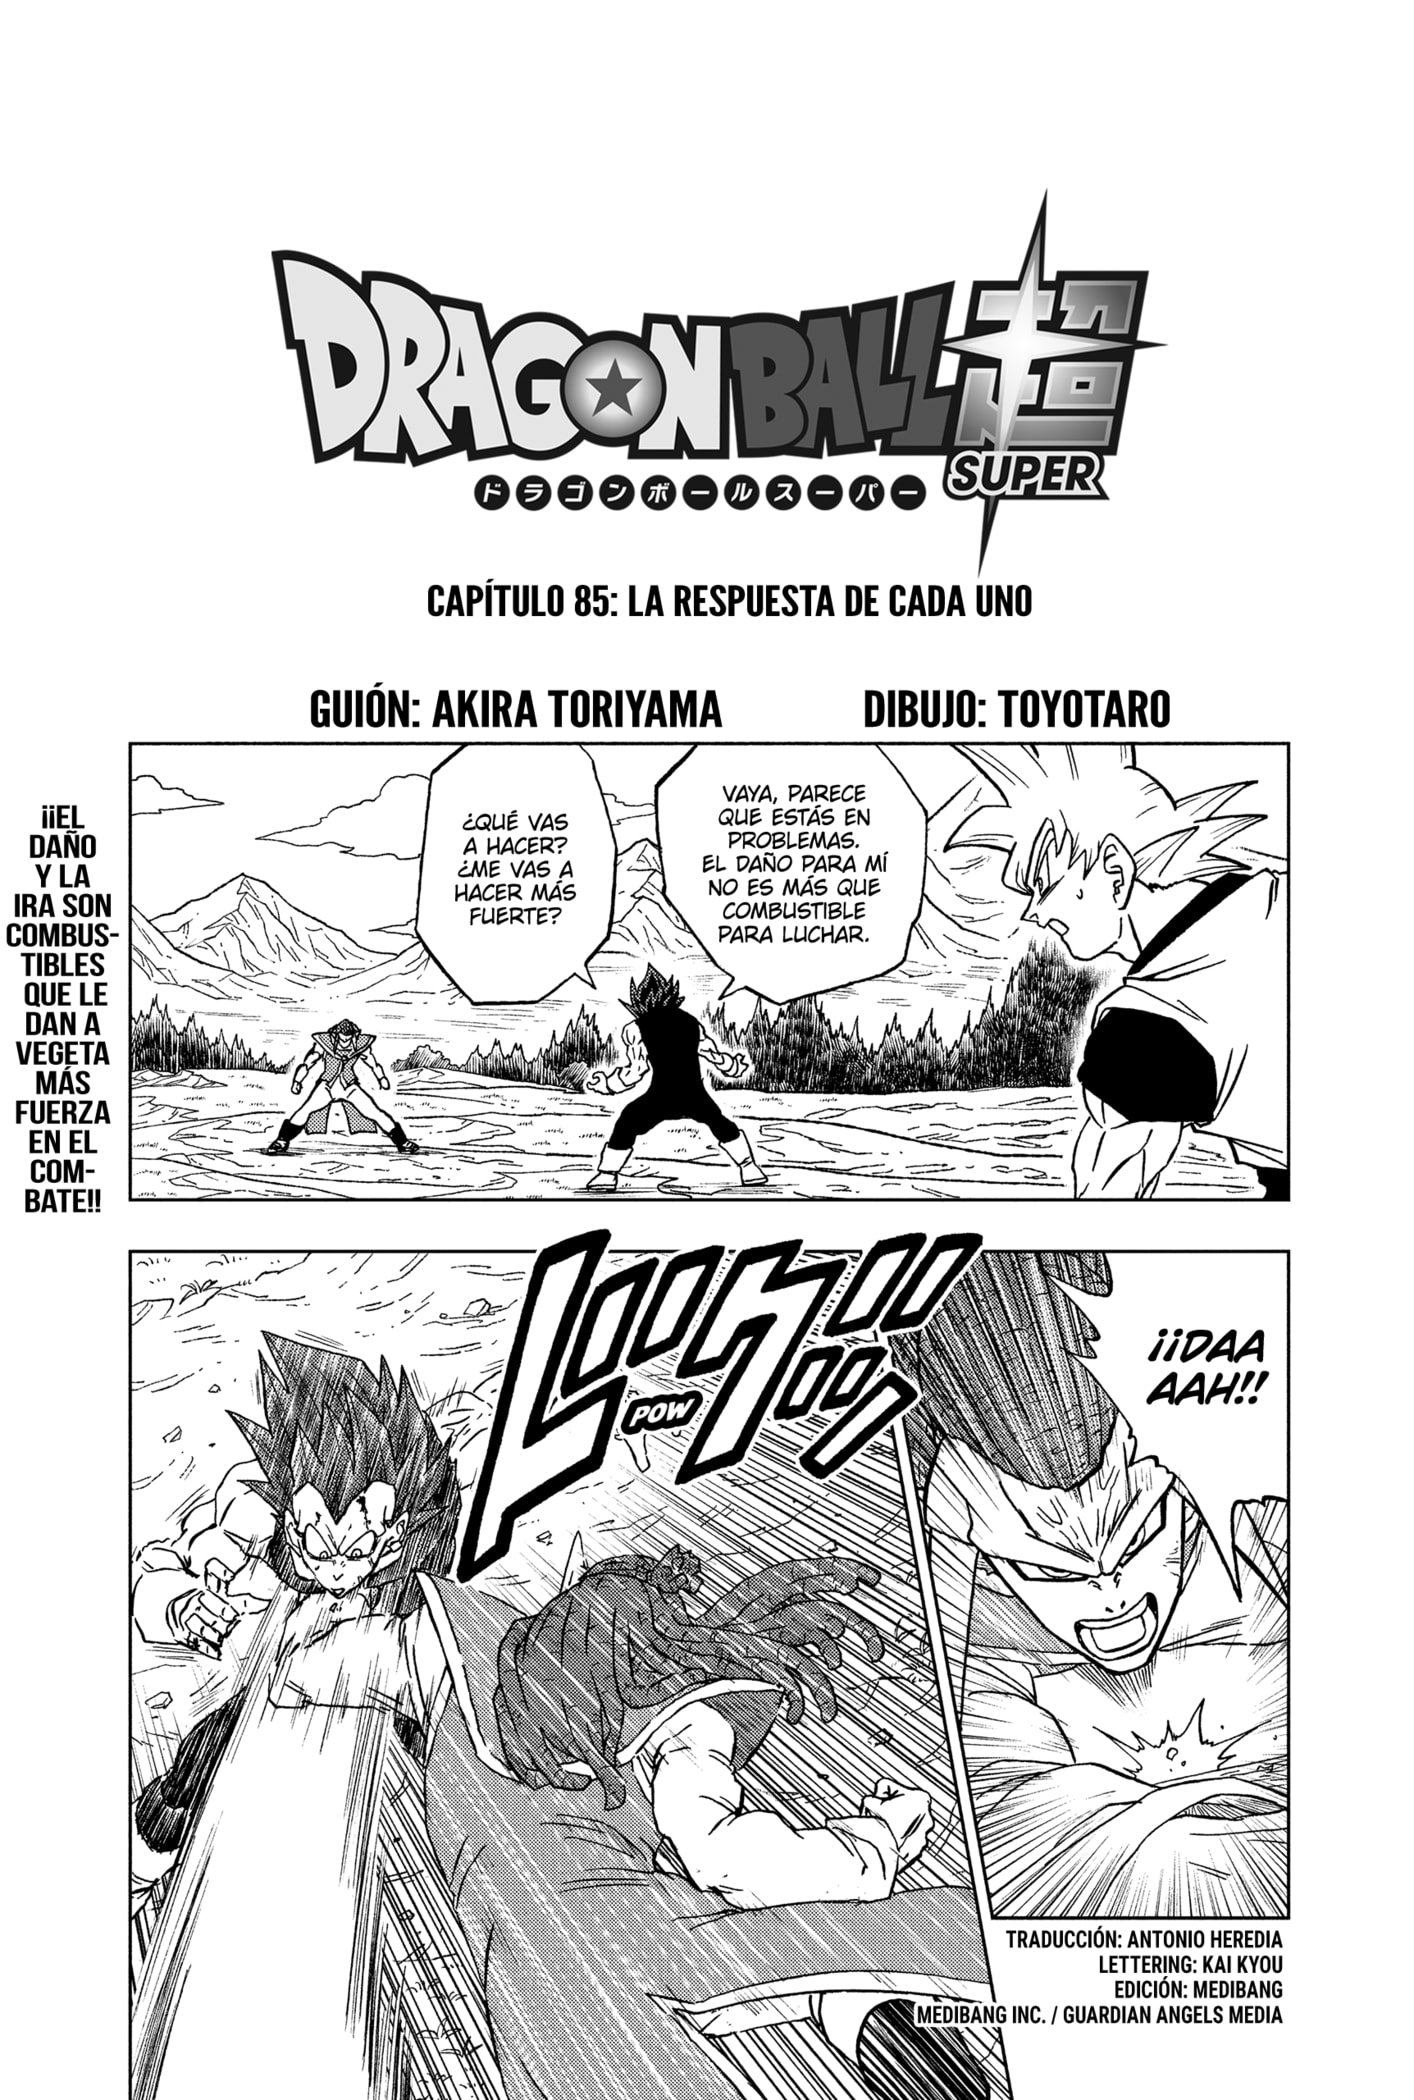 DRAGON BALL 超
SUPER
ドラゴンボールスーパー
CAPÍTULO 85: LA RESPUESTA DE CADA UNO
GUIÓN: AKIRA TORIYAMA
DIBUJO: TOYOTARO
¡¡EL
DAÑO
Y LA
IRA SON
COMBUS-
TIBLES
QUE LE
DAN A
VEGETA
MÁS
FUERZA
EN EL
COM-
BATE!!
VAYA, PARECE
QUE ESTÁS EN
PROBLEMAS.
EL DAÑO PARA MÍ
NO ES MÁS QUE
COMBUSTIBLE
PARA LUCHAR.
¿QUÉ VAS
A HACER?
¿ME VAS A
HACER MÁS
FUERTE?
¡¡DAA
AAH!!
POW
TRADUCCIÓN: ANTONIO HEREDIA
LETTERING: KAI KYOU
EDICIÓN: MEDIBANG
MEDIBANG INC. / GUARDIAN ANGELS MEDIA